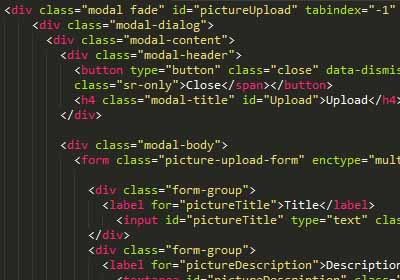 <div class="modal fade" id="pictureUpload" tabindex="-1"
<div class="modal-dialog">
<div class="modal-content">
<div class="modal-header">
<button type="button" class="close" data-dismis
class="sr-only">Close</span></button>
<h4 class="modal-title" id="Upload">Upload</h4
</div>
<div class="modal-body">
<form class="picture-upload-form" enctype="mult
<div class="form-group">
<label for="pictureTitle">Title</label>
<input id="pictureTitle" type="text" clas
</div>
<div class="form-group">
<label for="pictureDescription">Description